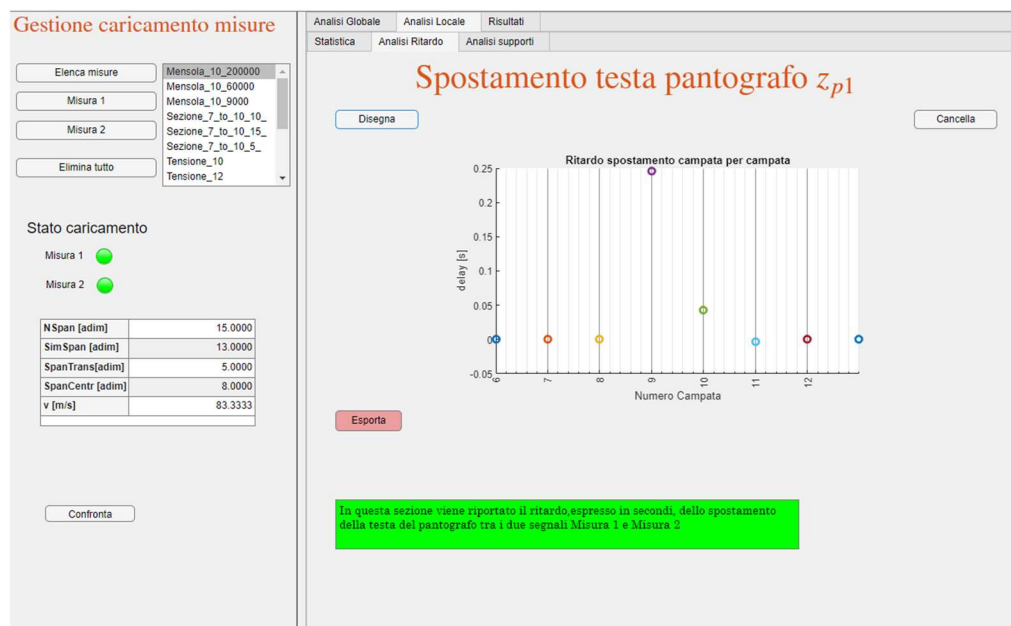 Gestione caricamento misure
Elenca misure
Misura 1
Misura 2
Elimina tutto
Mensola_10_200000
Mensola_10_60000
Mensola_10_9000
Sezione_7_to_10_10_
Sezione_7_to_10_15_
Sezione_7_to_10_5_
Tensione_10
Tensione_12
Stato caricamento
Misura 1
Misura 2
NSpan [adim] 15.0000
SimSpan [adim] 13.0000
SpanTrans[adim] 5.0000
SpanCentr [adim] 8.0000
v [m/s] 83.3333
Confronta
Analisi Globale Analisi Locale Risultati
Statistica Analisi Ritardo Analisi supporti
Spostamento testa pantografo z_{p1}
Disegna Cancella
Ritardo spostamento campata per campata
delay [s]
0.25
0.2
0.15
0.1
0.05
0
-0.05
6 7 8 9 10 11 12
Numero Campata
Esporta
In questa sezione viene riportato il ritardo,espresso in secondi, dello spostamento
della testa del pantografo tra i due segnali Misura 1 e Misura 2